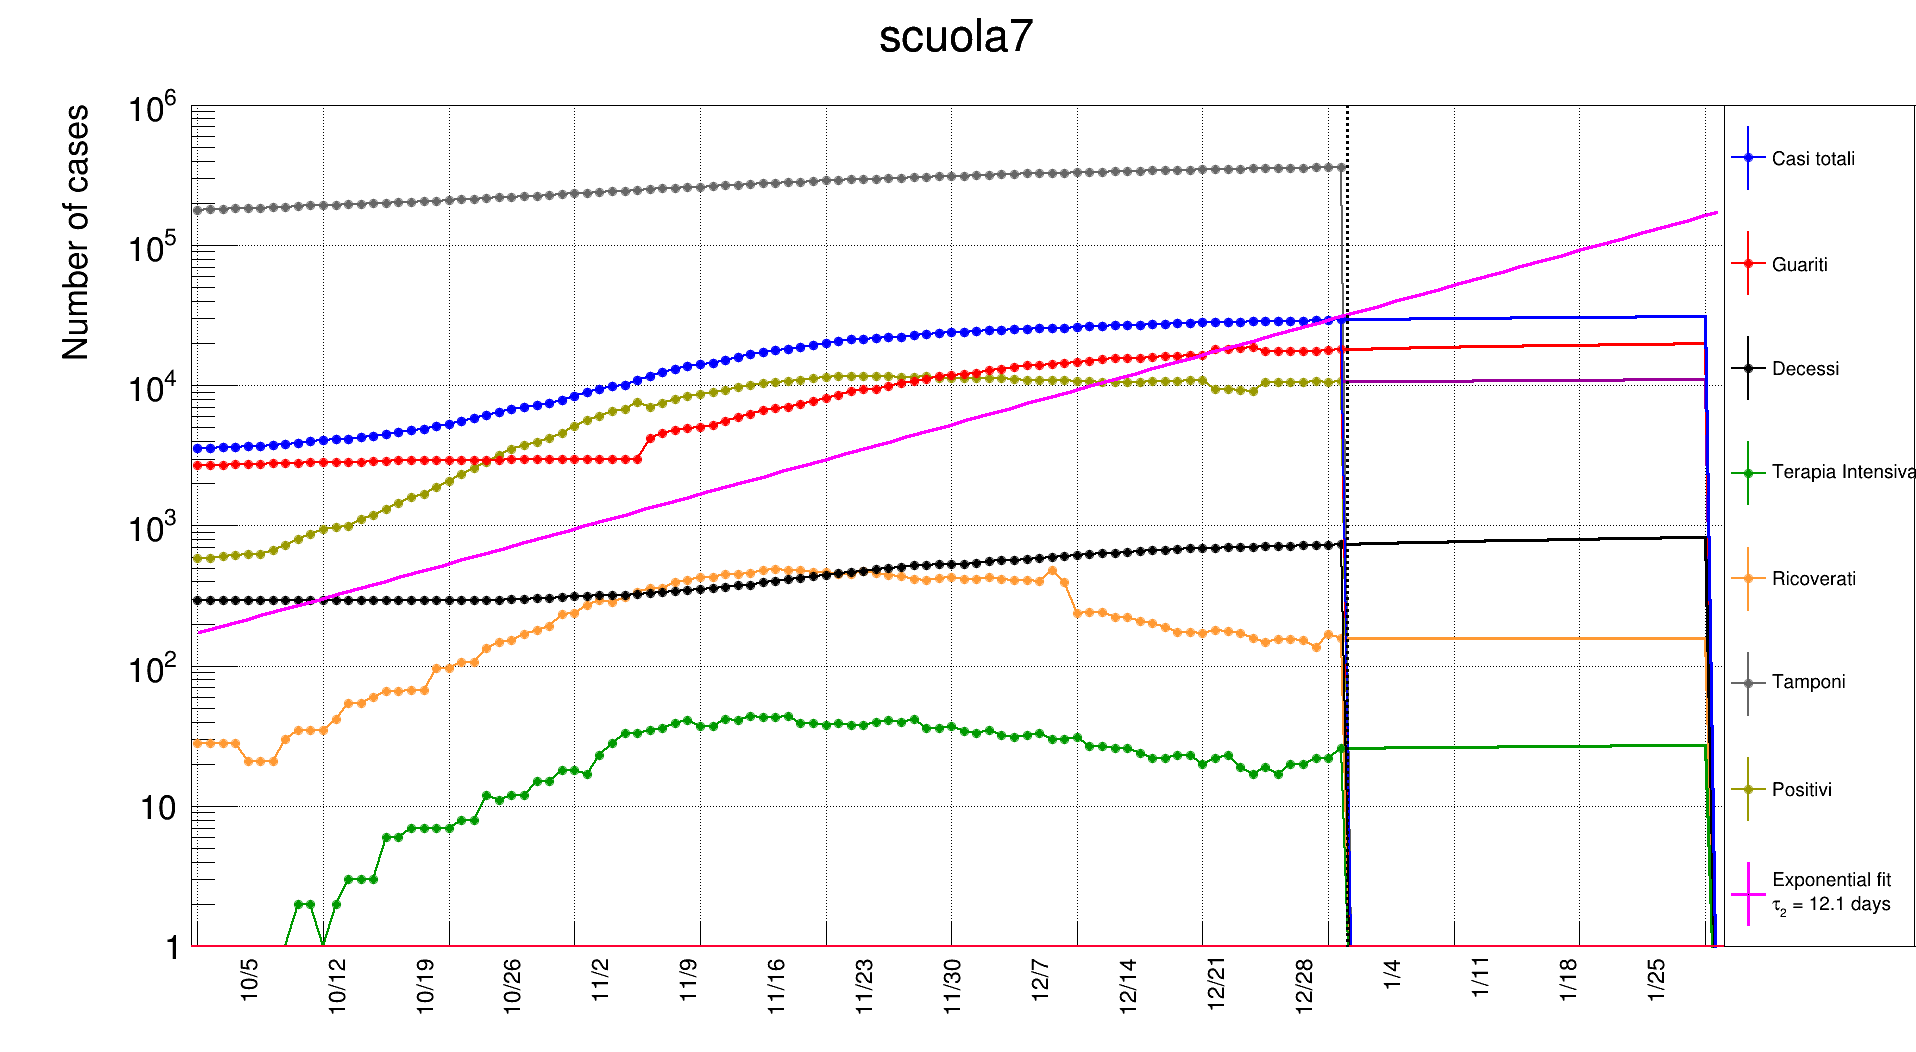 scuola7
Number of cases
10^6
10^5
10^4
10^3
10^2
10
1
10/5
10/12
10/19
10/26
11/2
11/9
11/16
11/23
11/30
12/7
12/14
12/21
12/28
1/4
1/11
1/18
1/25
Casi totali
Guariti
Decessi
Terapia Intensiva
Ricoverati
Tamponi
Positivi
Exponential fit
τ₂ = 12.1 days